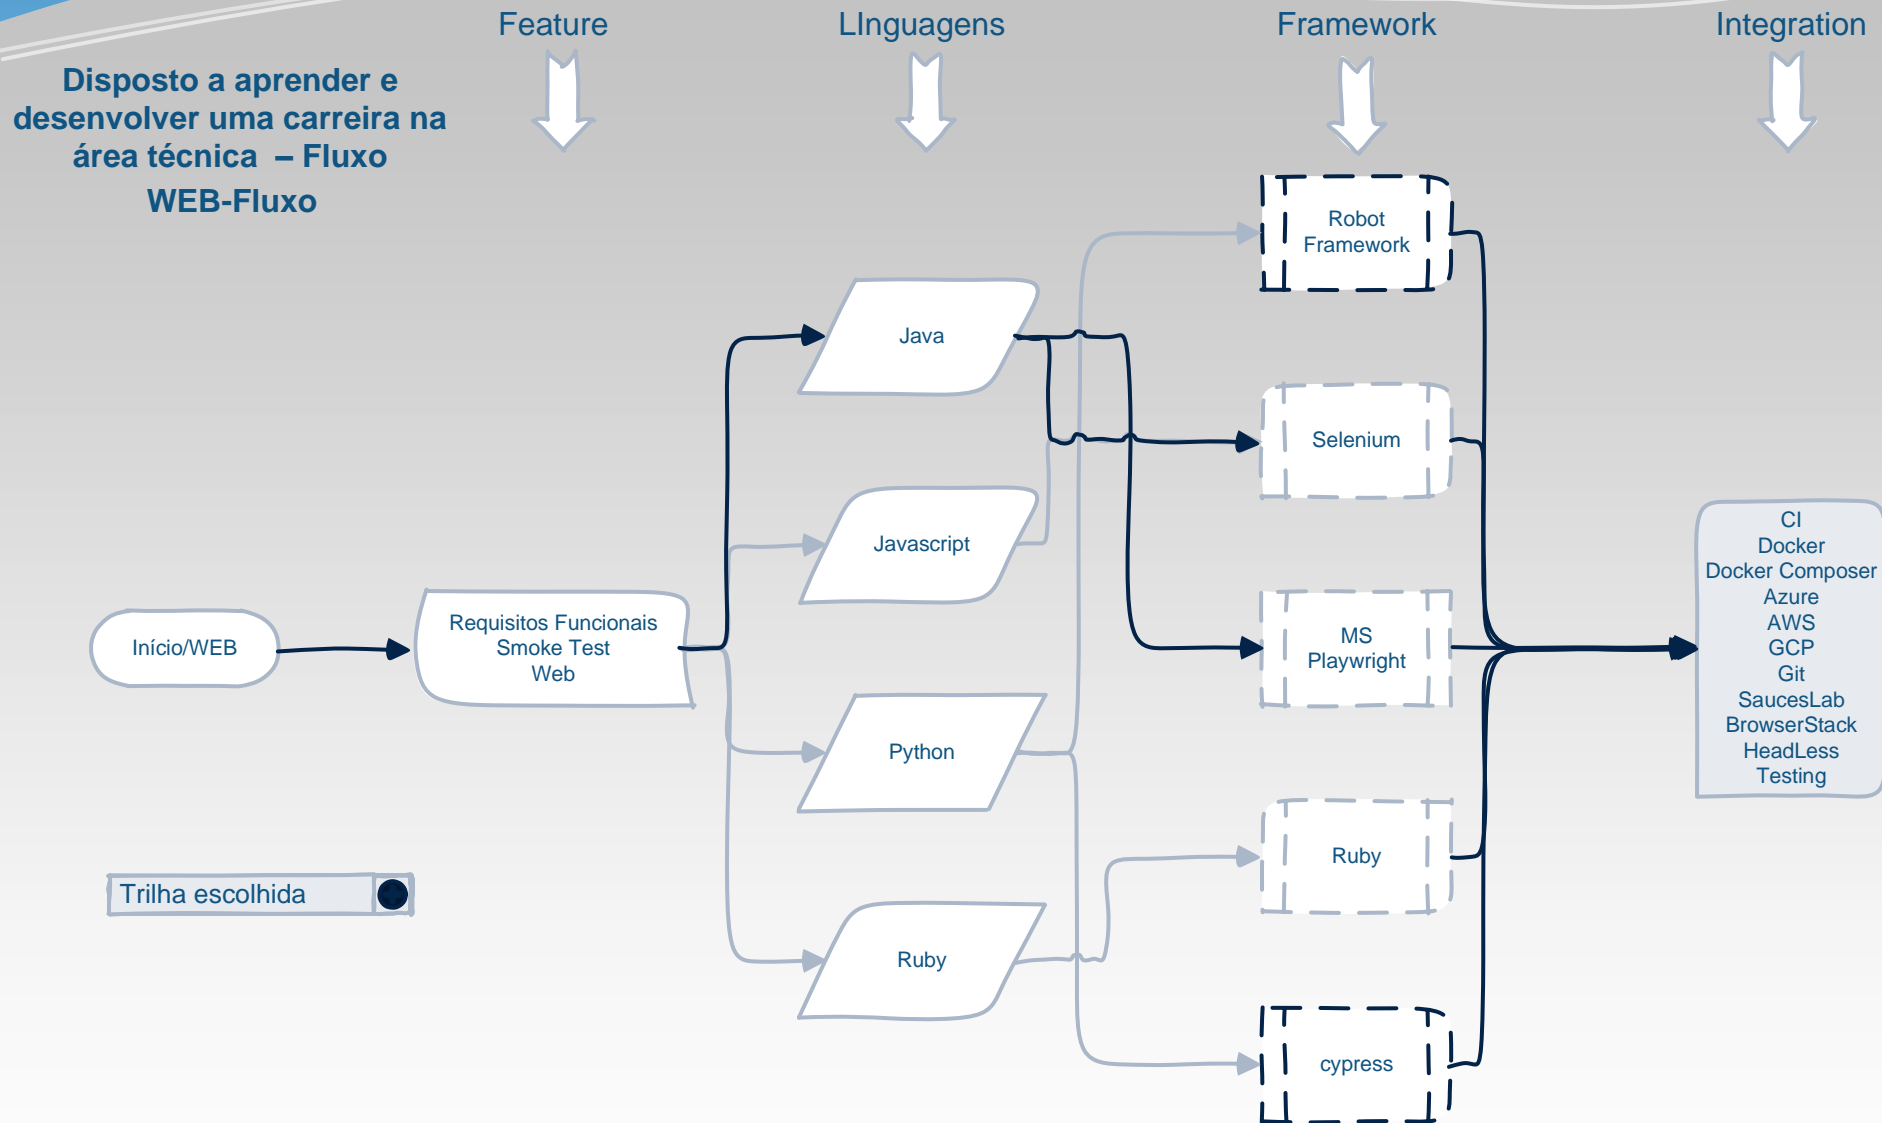 Feature
LInguagens
Framework
Integration
Disposto a aprender e
desenvolver uma carreira na
área técnica – Fluxo
WEB-Fluxo
Robot
Framework
Java
Selenium
Javascript
CI
Docker
Docker Composer
Azure
AWS
GCP
Git
SaucesLab
BrowserStack
HeadLess
Testing
Início/WEB
Requisitos Funcionais
Smoke Test
Web
MS
Playwright
Python
Ruby
Trilha escolhida
Ruby
cypress